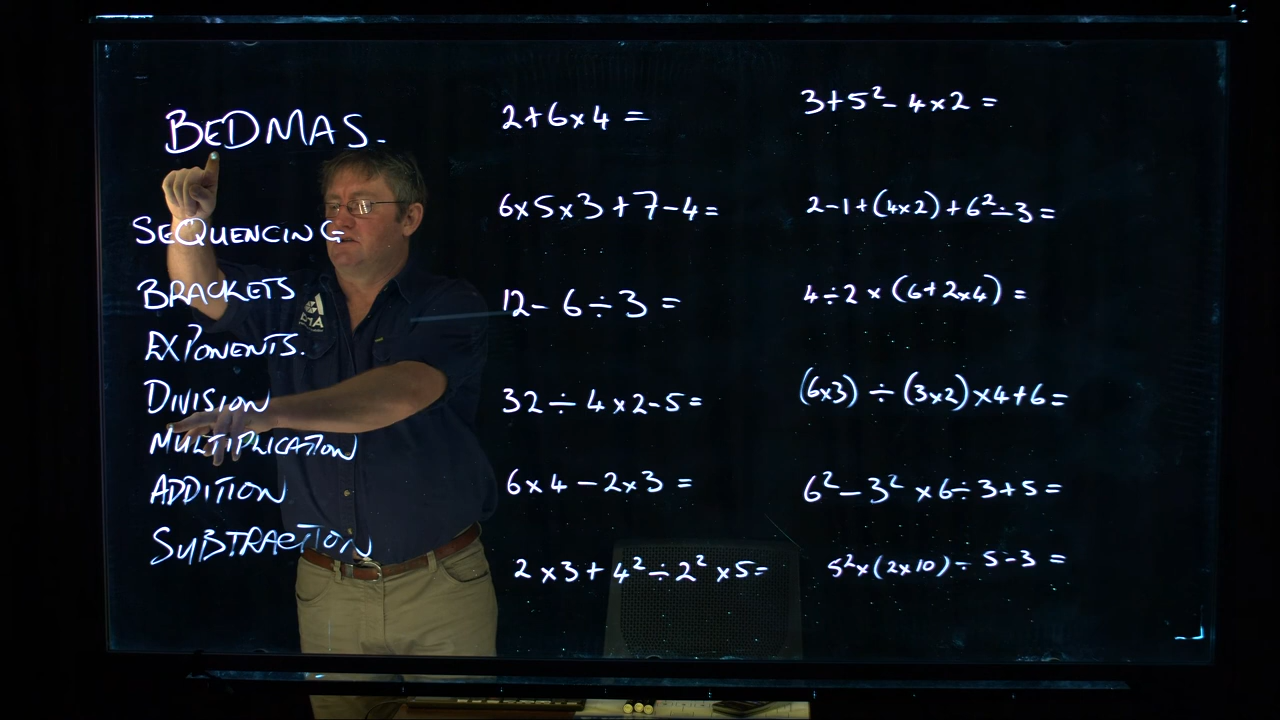 BEDMAS.
SEQUENCING
BRACKETS
EXPONENTS.
DIVISION
MULTIPLICATION
ADDITION
SUBTRACTION
2+6×4 =
6×5×3+7-4=
12-6÷3 =
32÷4×2-5=
6×4-2×3 =
2×3+4²÷2²×5=
3+5²-4×2 =
2-1+(4×2)+6²÷3=
4÷2×(6+2×4) =
(6×3) ÷ (3×2)×4+6=
6²-3²×6÷3+5=
5²×(2×10)÷5-3 =